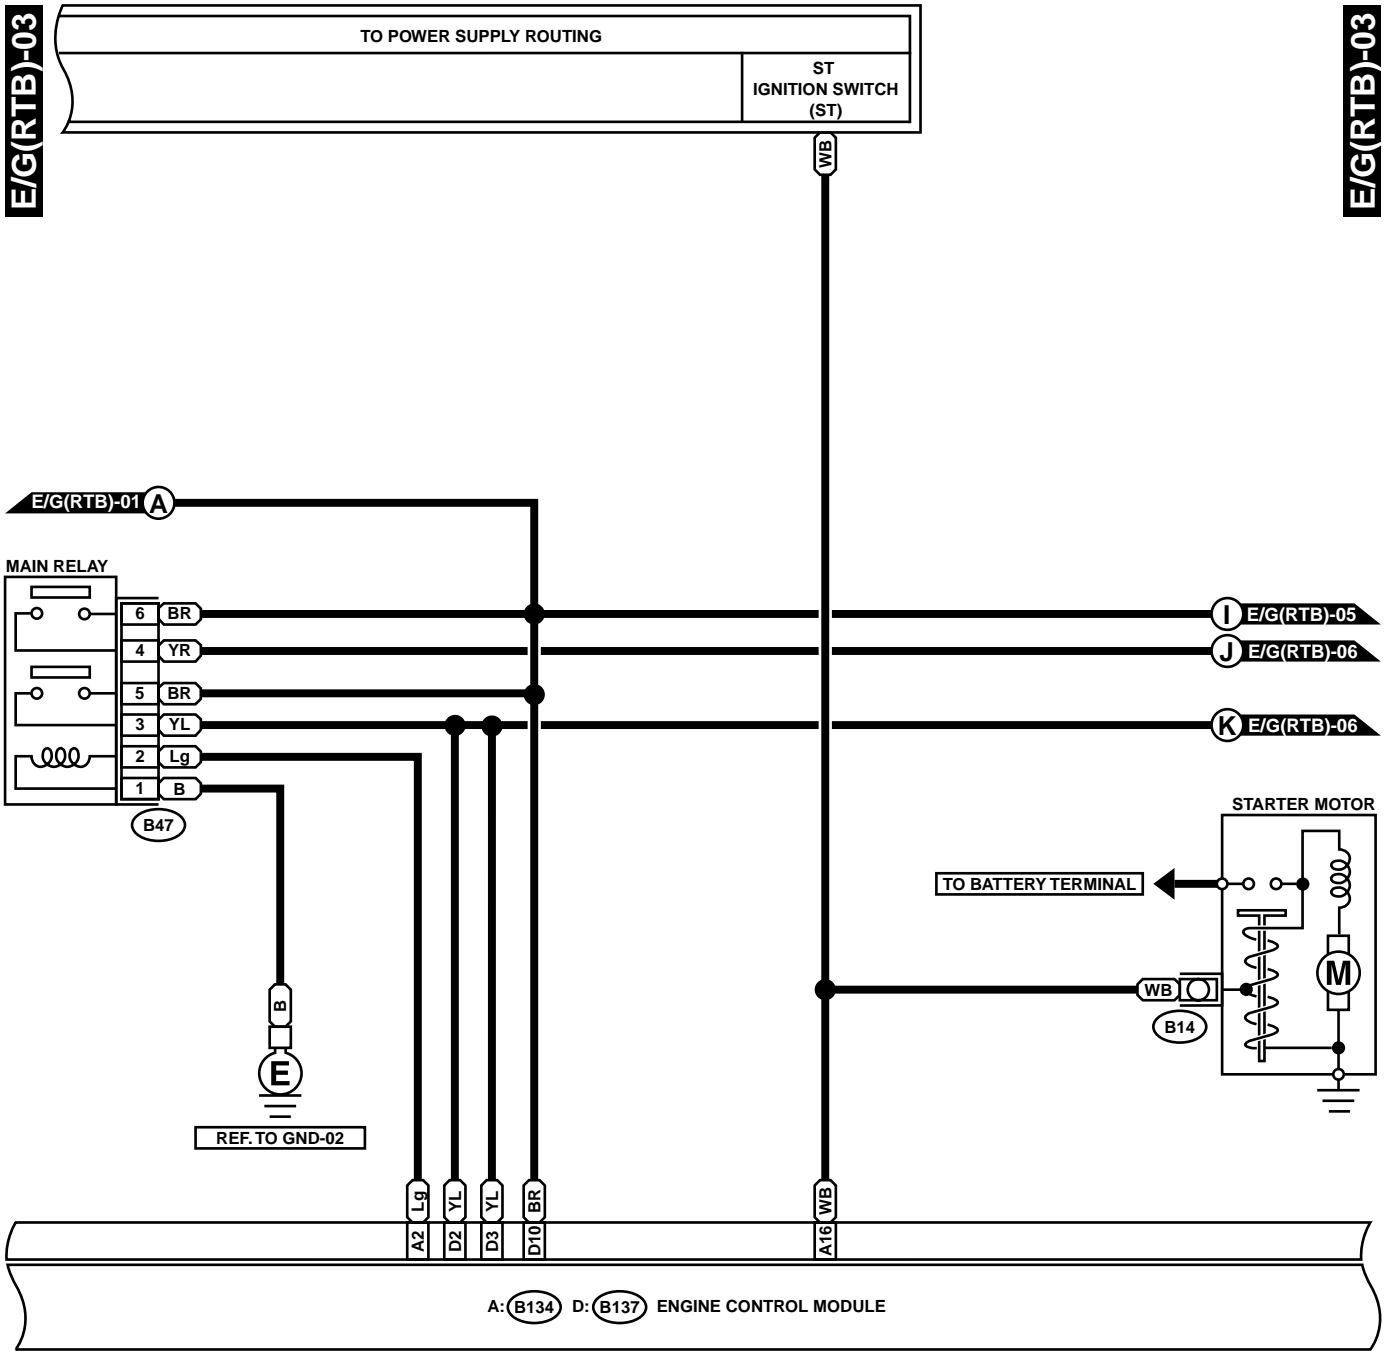 E/G(RTB)-03
E/G(RTB)-03
TO POWER SUPPLY ROUTING
ST
IGNITION SWITCH
(ST)
WB
E/G(RTB)-01 A
MAIN RELAY
6 BR
I E/G(RTB)-05
4 YR
J E/G(RTB)-06
5 BR
3 YL
K E/G(RTB)-06
2 Lg
1 B
B47
STARTER MOTOR
TO BATTERY TERMINAL
M
WB
B14
B
E
REF. TO GND-02
Lg YL YL BR WB
A2 D2 D3 D10 A16
A: B134 D: B137 ENGINE CONTROL MODULE